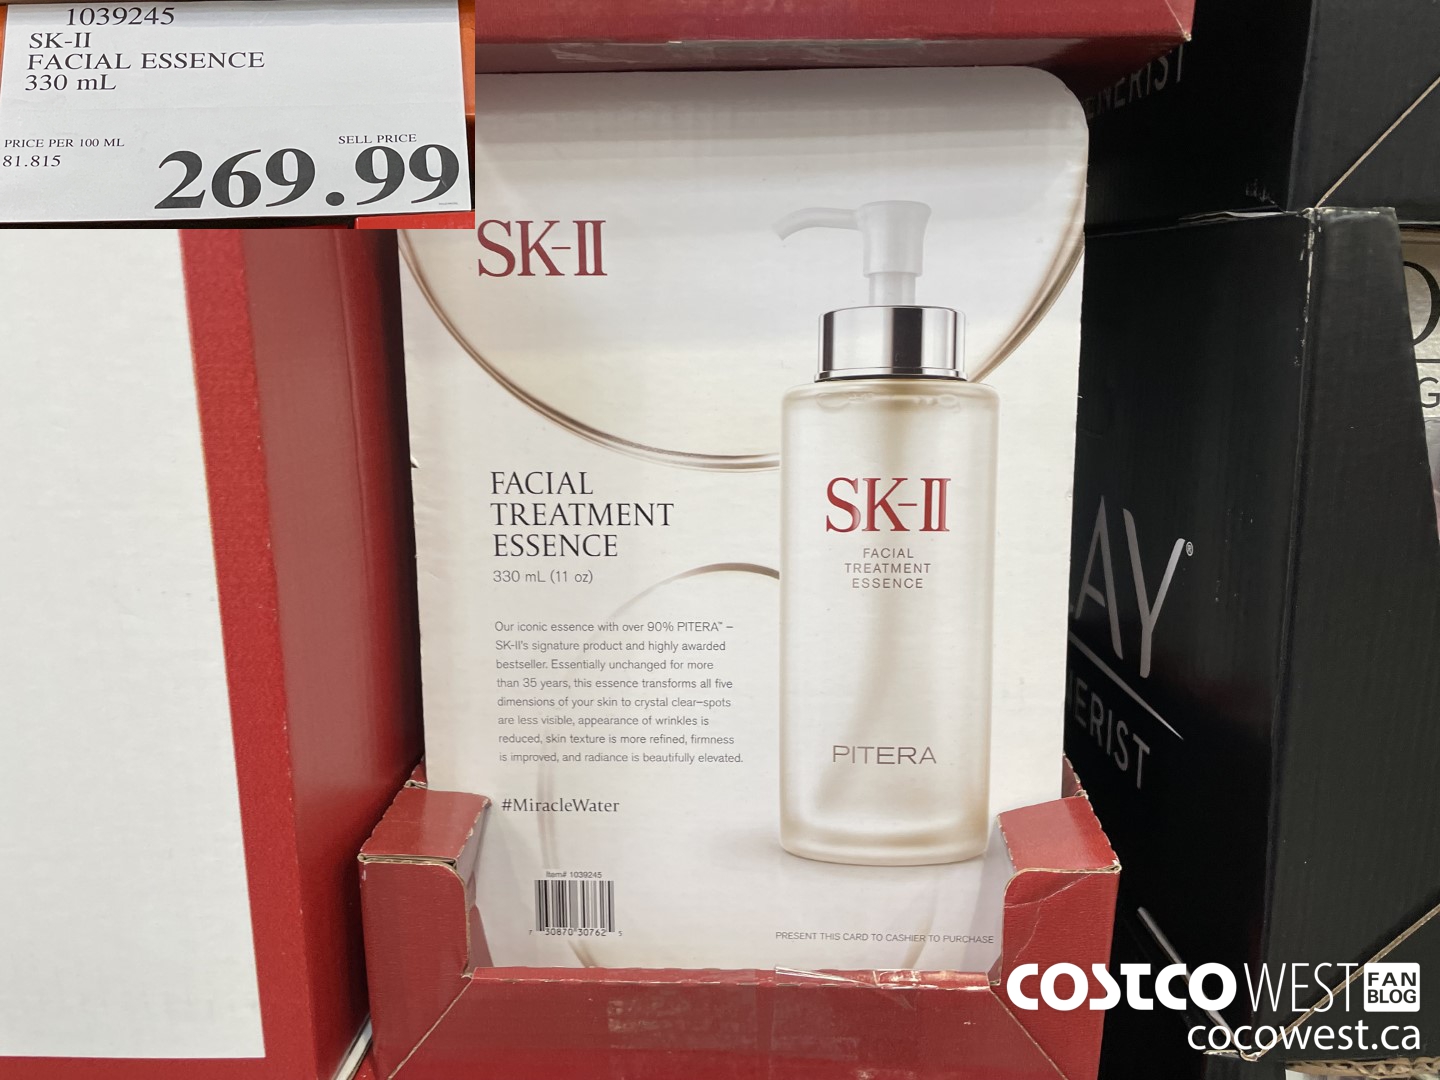 1039245
SK-II
FACIAL ESSENCE
330 mL
PRICE PER 100 ML
81.815
SELL PRICE
269.99
SK-II
FACIAL
TREATMENT
ESSENCE
330 mL (11 oz)
Our iconic essence with over 90% PITERA™ –
SK-II's signature product and highly awarded
bestseller. Essentially unchanged for more
than 35 years, this essence transforms all five
dimensions of your skin to crystal clear–spots
are less visible, appearance of wrinkles is
reduced, skin texture is more refined, firmness
is improved, and radiance is beautifully elevated.
#MiracleWater
Item# 1039245
7 30870 30762 5
PRESENT THIS CARD TO CASHIER TO PURCHASE
SK-II
FACIAL
TREATMENT
ESSENCE
PITERA
COSTCO WEST FAN BLOG
cocowest.ca